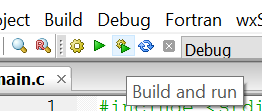 oject Build Debug Fortran wxS
Debug
main.c ×
Build and run
1 #include <stdi